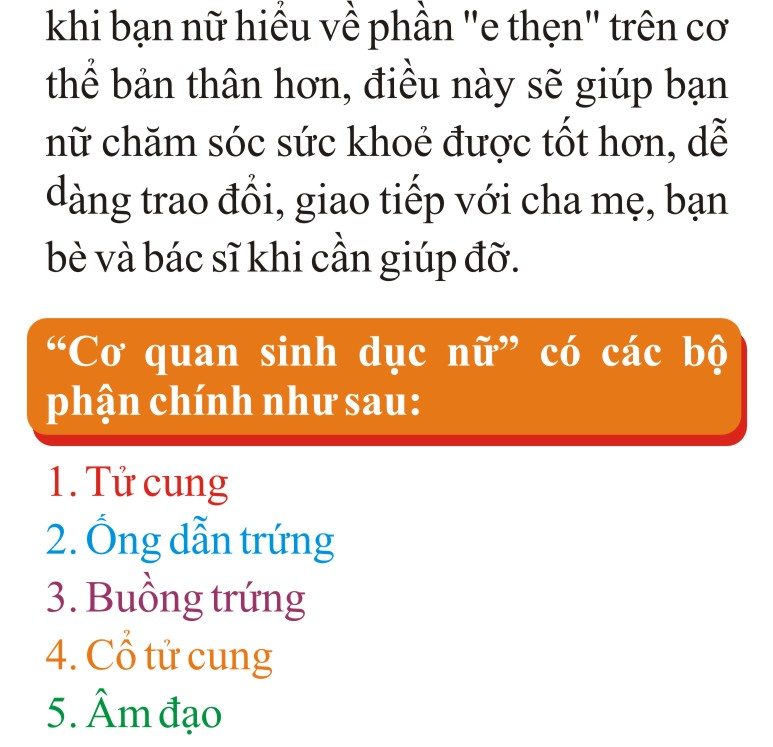 khi bạn nữ hiểu về phần "e thẹn" trên cơ
thể bản thân hơn, điều này sẽ giúp bạn
nữ chăm sóc sức khoẻ được tốt hơn, dễ
dàng trao đổi, giao tiếp với cha mẹ, bạn
bè và bác sĩ khi cần giúp đỡ.
“Cơ quan sinh dục nữ” có các bộ
phận chính như sau:
1. Tử cung
2. Ống dẫn trứng
3. Buồng trứng
4. Cổ tử cung
5. Âm đạo